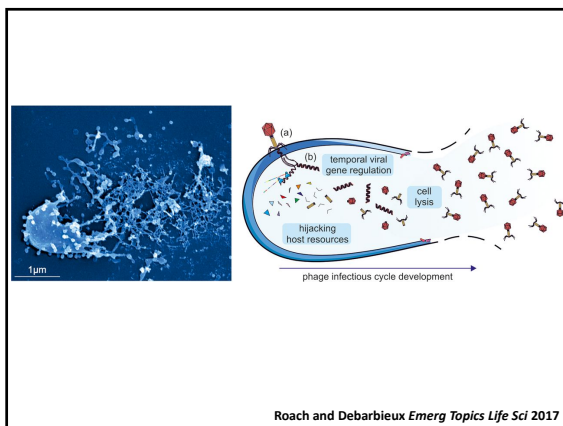 1µm
(a)
(b)
temporal viral
gene regulation
cell
lysis
hijacking
host resources
phage infectious cycle development
Roach and Debarbieux Emerg Topics Life Sci 2017